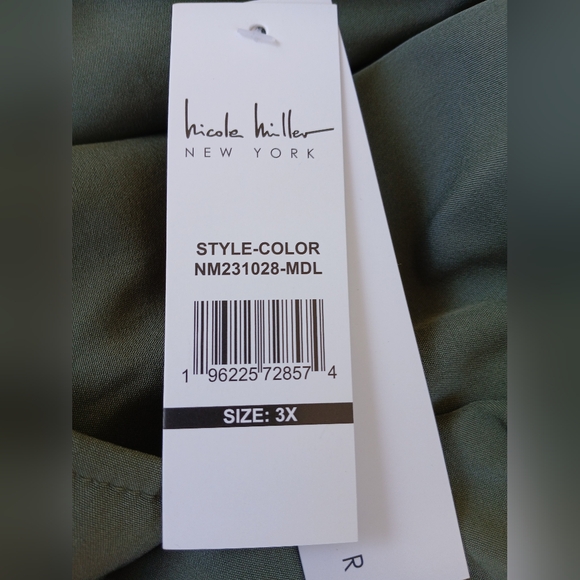 Nicole Miller
NEW YORK
STYLE-COLOR
NM231028-MDL
1 96225 72857 4
SIZE: 3X
R